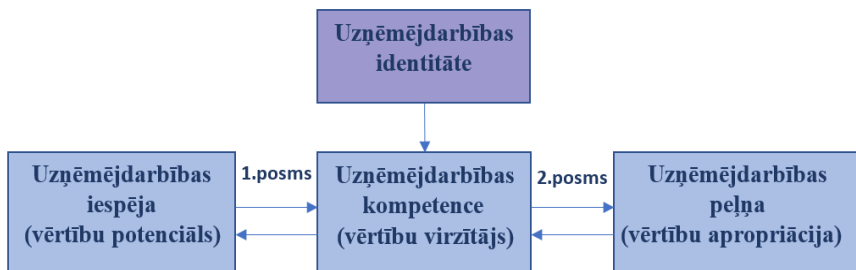 Uzņēmējdarbības
identitāte
Uzņēmējdarbības
iespēja
(vērtību potenciāls)
1.posms
Uzņēmējdarbības
kompetence
(vērtību virzītājs)
2.posms
Uzņēmējdarbības
peļņa
(vērtību apropriācija)